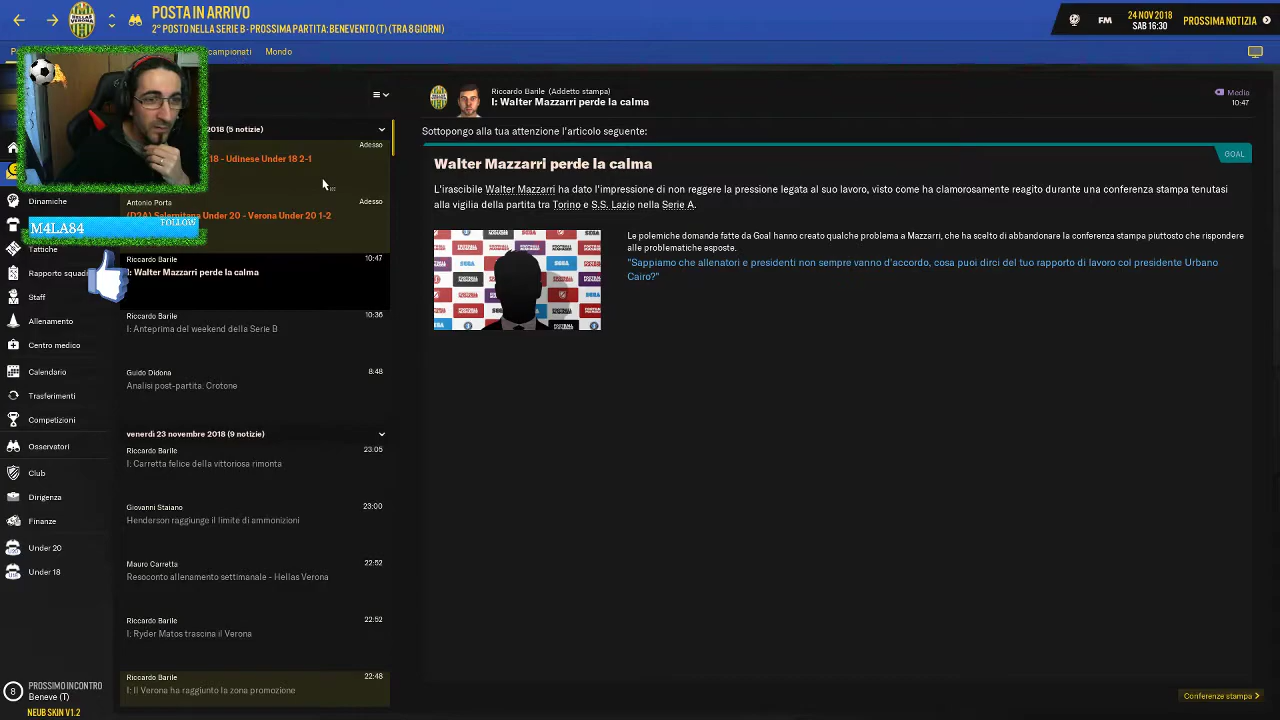 POSTA IN ARRIVO
2° POSTO NELLA SERIE B - PROSSIMA PARTITA: BENEVENTO (T) (TRA 8 GIORNI)
24 NOV 2018
SAB 16:30
FM
PROSSIMA NOTIZIA
campionati
Mondo
2018 (5 notizie)
Adesso
18 - Udinese Under 18 2-1
Antonio Porta
Adesso
(D2A) Salernitana Under 20 - Verona Under 20 1-2
M4LA84
FOLLOW
Dinamiche
Tattiche
Rapporto squadr
Staff
Allenamento
Centro medico
Calendario
Trasferimenti
Competizioni
Osservatori
Club
Dirigenza
Finanze
Under 20
Under 18
PROSSIMO INCONTRO
Beneve (T)
NEUB SKIN V1.2
Riccardo Barile
10:47
I: Walter Mazzarri perde la calma
Riccardo Barile
10:36
I: Anteprima del weekend della Serie B
Guido Didona
8:48
Analisi post-partita: Crotone
venerdì 23 novembre 2018 (9 notizie)
Riccardo Barile
23:05
I: Carretta felice della vittoriosa rimonta
Giovanni Staiano
23:00
Henderson raggiunge il limite di ammonizioni
Mauro Carretta
22:52
Resoconto allenamento settimanale - Hellas Verona
Riccardo Barile
22:52
I: Ryder Matos trascina il Verona
Riccardo Barile
22:48
I: Il Verona ha raggiunto la zona promozione
Riccardo Barile (Addetto stampa)
I: Walter Mazzarri perde la calma
Media
10:47
Sottopongo alla tua attenzione l'articolo seguente:
GOAL
Walter Mazzarri perde la calma
L'irascibile Walter Mazzarri ha dato l'impressione di non reggere la pressione legata al suo lavoro, visto come ha clamorosamente reagito durante una conferenza stampa tenutasi
alla vigilia della partita tra Torino e S.S. Lazio nella Serie A.
Le polemiche domande fatte da Goal hanno creato qualche problema a Mazzarri, che ha scelto di abbandonare la conferenza stampa piuttosto che rispondere
alle problematiche esposte.
"Sappiamo che allenatori e presidenti non sempre vanno d'accordo, cosa puoi dirci del tuo rapporto di lavoro col presidente Urbano
Cairo?"
SEGA
Conferenze stampa